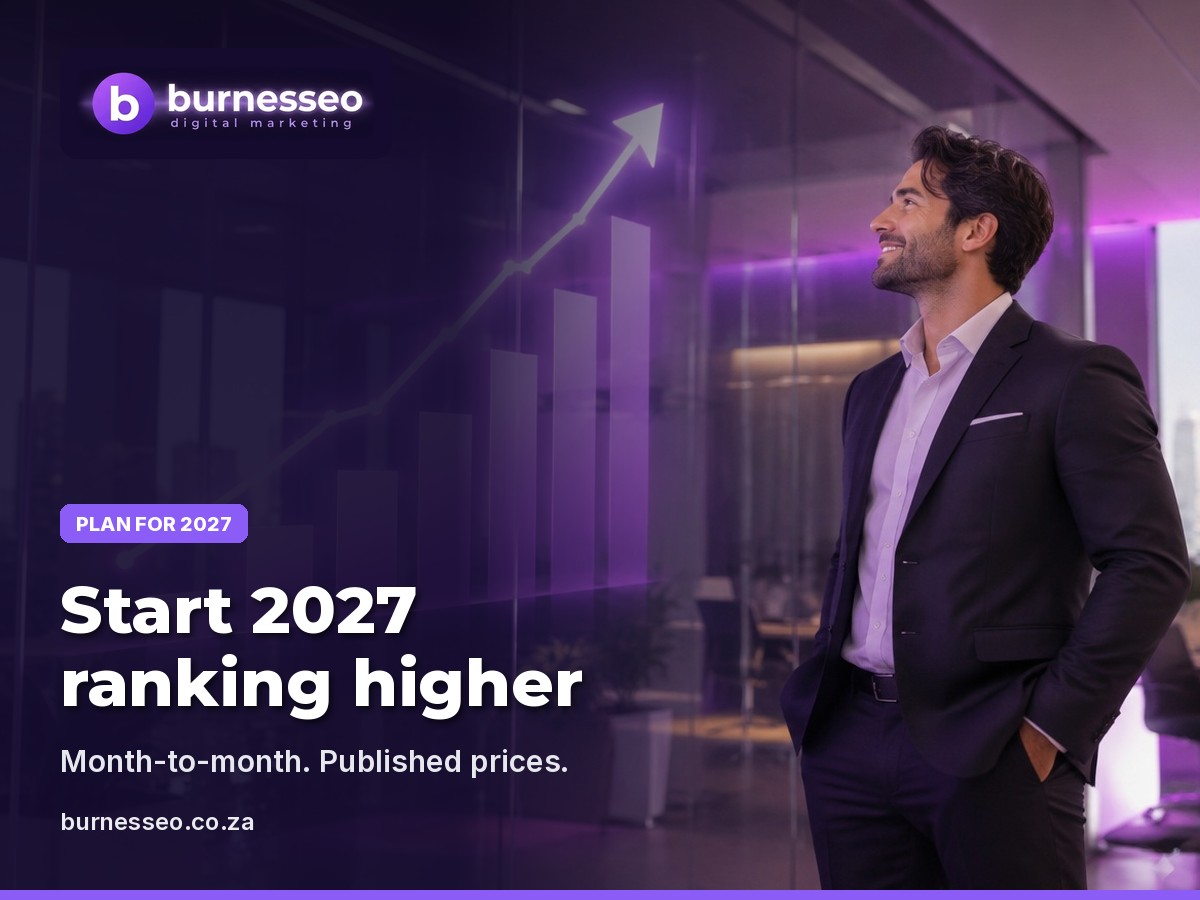 b burnesseo
digital marketing
PLAN FOR 2027
Start 2027
ranking higher
Month-to-month. Published prices.
burnesseo.co.za